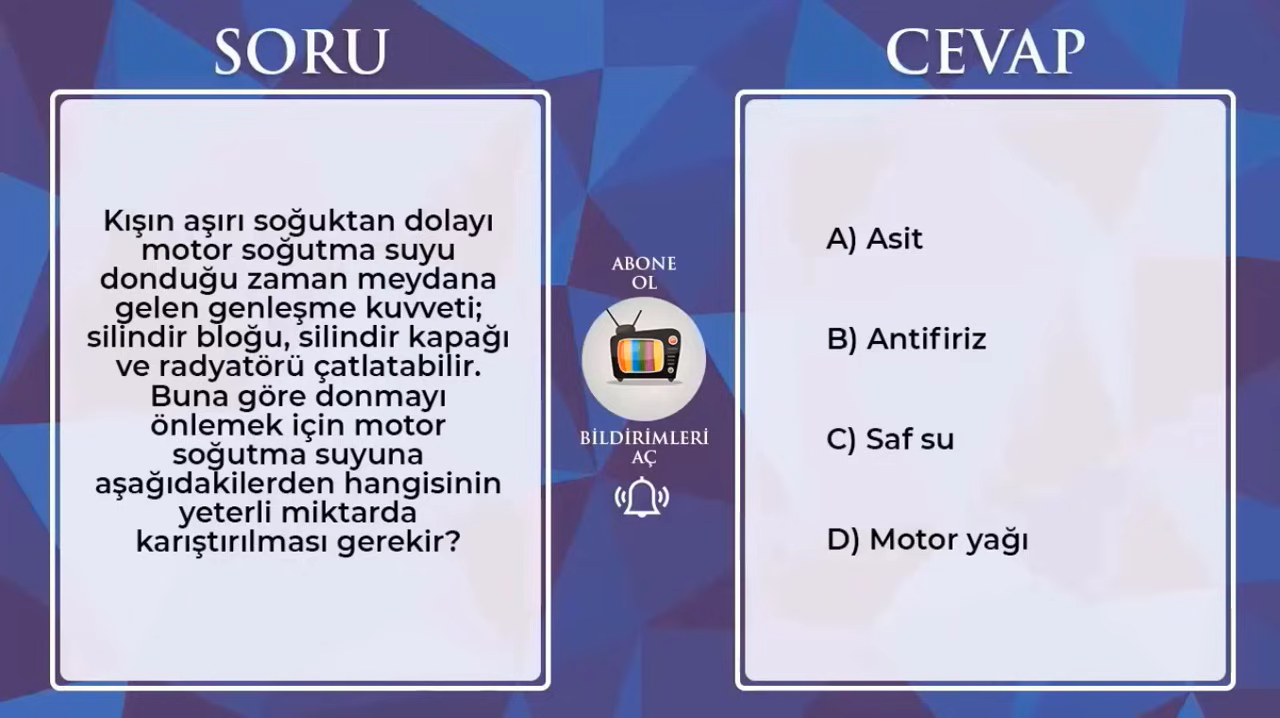 SORU
Kışın aşırı soğuktan dolayı
motor soğutma suyu
donduğu zaman meydana
gelen genleşme kuvveti;
silindir bloğu, silindir kapağı
ve radyatörü çatlatabilir.
Buna göre donmayı
önlemek için motor
soğutma suyuna
aşağıdakilerden hangisinin
yeterli miktarda
karıştırılması gerekir?
ABONE
OL
BİLDİRİMLERİ
AÇ
CEVAP
A) Asit
B) Antifiriz
C) Saf su
D) Motor yağı